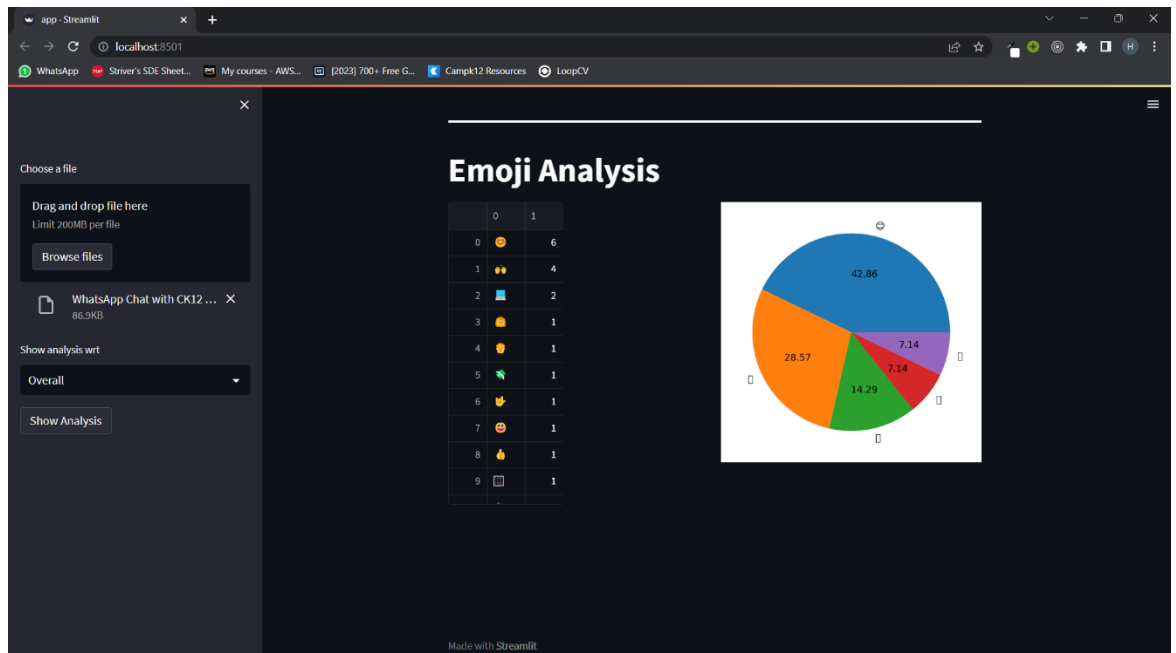 app - Streamlit
localhost:8501
WhatsApp Striver's SDE Sheet... My courses - AWS... [2023] 700+ Free G... Campk12 Resources LoopCV
H
Choose a file
Drag and drop file here
Limit 200MB per file
Browse files
WhatsApp Chat with CK12 ...
86.9KB
Show analysis wrt
Overall
Show Analysis
Emoji Analysis
0 1
0 😊 6
1 🙌 4
2 💻 2
3 1
4 1
5 1
6 1
7 1
8 1
9 1
42.86
28.57
14.29
7.14
7.14
Made with Streamlit